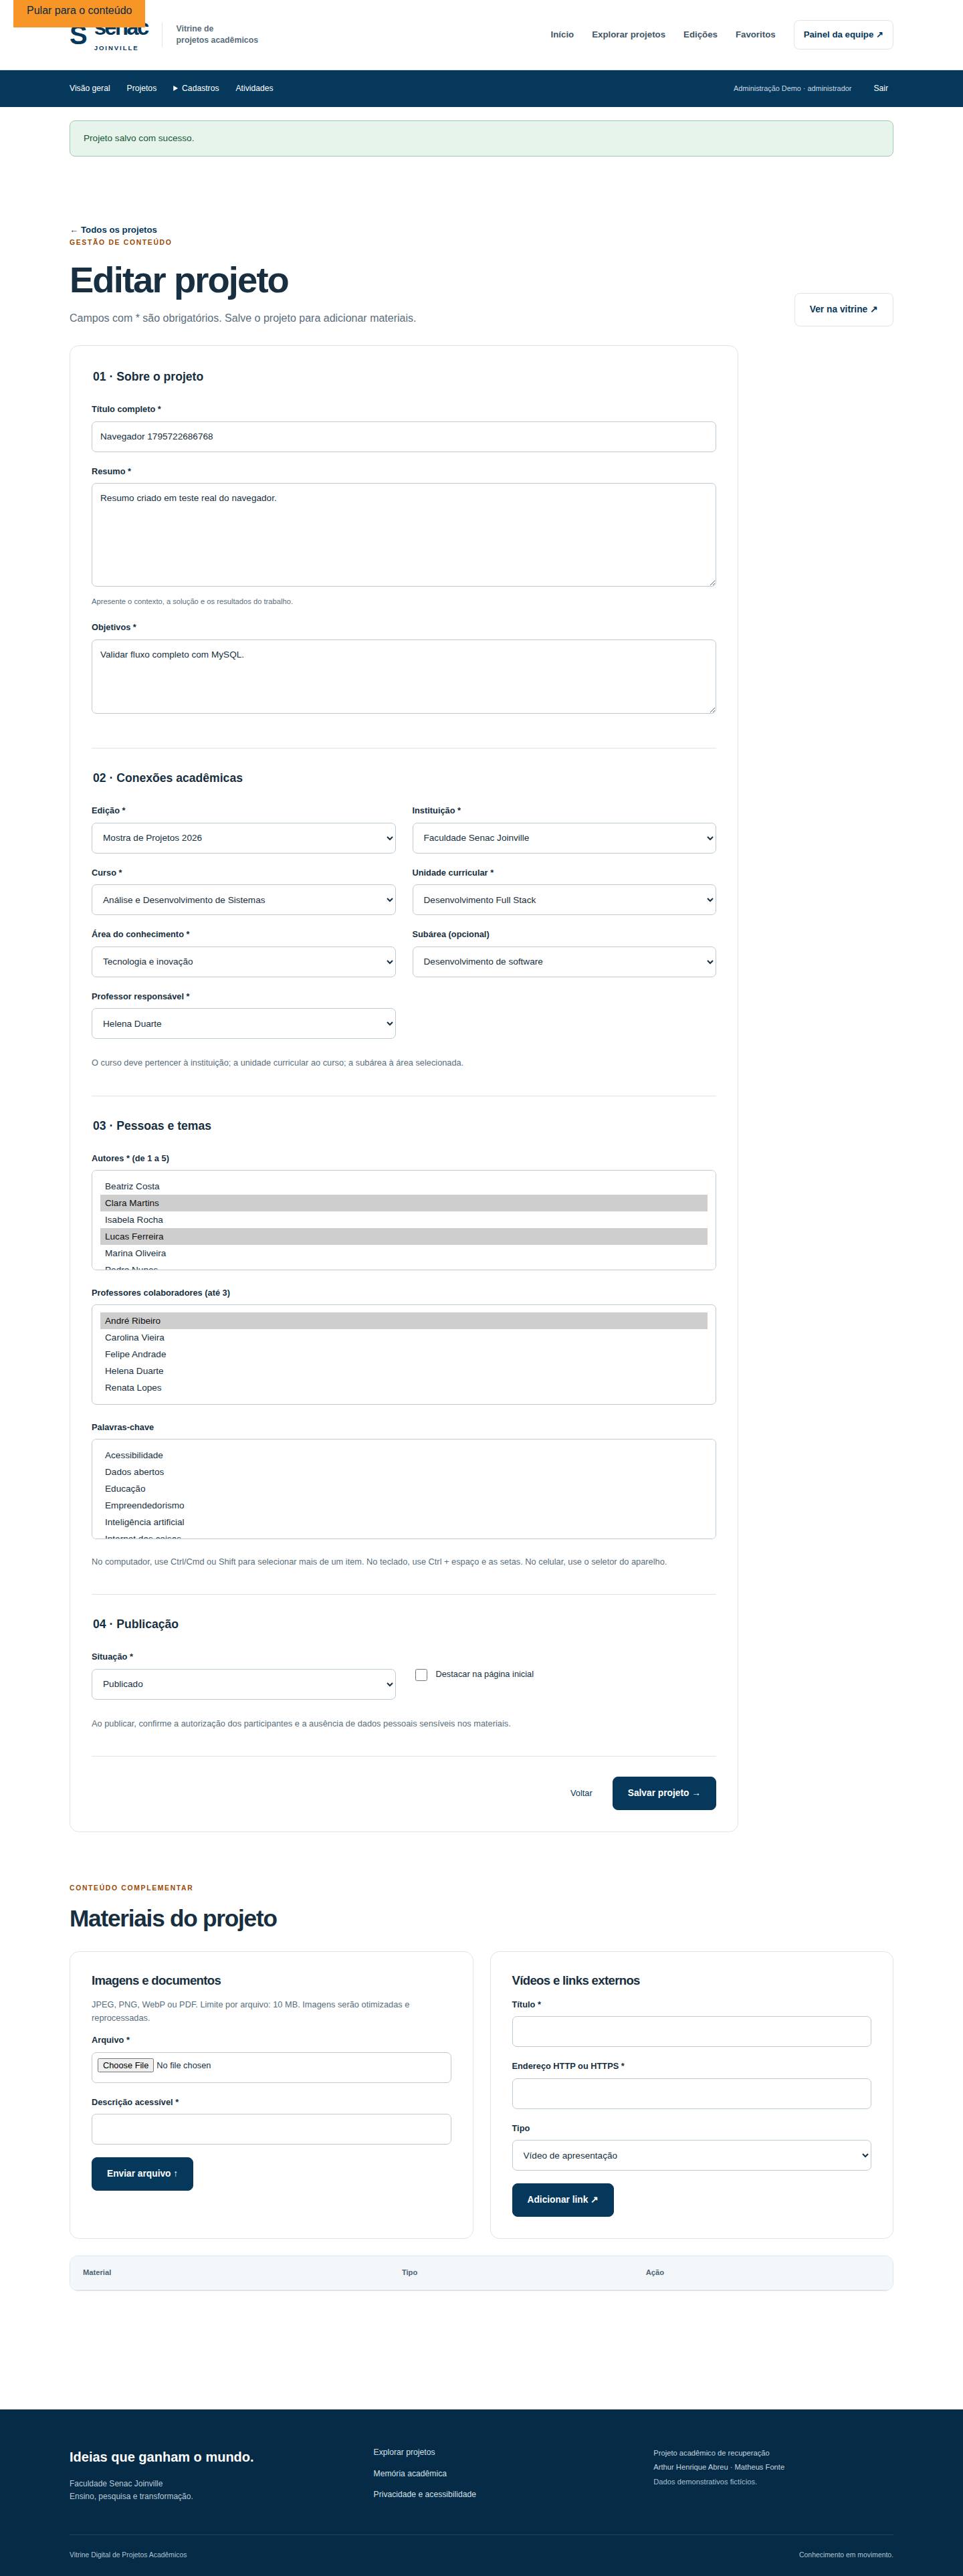 Pular para o conteúdo
S senac
JOINVILLE
Vitrine de
projetos acadêmicos
Início Explorar projetos Edições Favoritos Painel da equipe ↗
Visão geral Projetos ▶ Cadastros Atividades Administração Demo · administrador Sair
Projeto salvo com sucesso.
← Todos os projetos
GESTÃO DE CONTEÚDO
Editar projeto
Campos com * são obrigatórios. Salve o projeto para adicionar materiais.
Ver na vitrine ↗
01 · Sobre o projeto
Título completo *
Navegador 1795722686768
Resumo *
Resumo criado em teste real do navegador.
Apresente o contexto, a solução e os resultados do trabalho.
Objetivos *
Validar fluxo completo com MySQL.
02 · Conexões acadêmicas
Edição * Instituição *
Mostra de Projetos 2026 Faculdade Senac Joinville
Curso * Unidade curricular *
Análise e Desenvolvimento de Sistemas Desenvolvimento Full Stack
Área do conhecimento * Subárea (opcional)
Tecnologia e inovação Desenvolvimento de software
Professor responsável *
Helena Duarte
O curso deve pertencer à instituição; a unidade curricular ao curso; a subárea à área selecionada.
03 · Pessoas e temas
Autores * (de 1 a 5)
Beatriz Costa
Clara Martins
Isabela Rocha
Lucas Ferreira
Marina Oliveira
Pedro Nunes
Professores colaboradores (até 3)
André Ribeiro
Carolina Vieira
Felipe Andrade
Helena Duarte
Renata Lopes
Palavras-chave
Acessibilidade
Dados abertos
Educação
Empreendedorismo
Inteligência artificial
Internet das coisas
No computador, use Ctrl/Cmd ou Shift para selecionar mais de um item. No teclado, use Ctrl + espaço e as setas. No celular, use o seletor do aparelho.
04 · Publicação
Situação *
Publicado Destacar na página inicial
Ao publicar, confirme a autorização dos participantes e a ausência de dados pessoais sensíveis nos materiais.
Voltar Salvar projeto →
CONTEÚDO COMPLEMENTAR
Materiais do projeto
Imagens e documentos
JPEG, PNG, WebP ou PDF. Limite por arquivo: 10 MB. Imagens serão otimizadas e
reprocessadas.
Arquivo *
Choose File No file chosen
Descrição acessível *
Enviar arquivo ↑
Vídeos e links externos
Título *
Endereço HTTP ou HTTPS *
Tipo
Vídeo de apresentação
Adicionar link ↗
Material Tipo Ação
Ideias que ganham o mundo.
Faculdade Senac Joinville
Ensino, pesquisa e transformação.
Explorar projetos
Memória acadêmica
Privacidade e acessibilidade
Projeto acadêmico de recuperação
Arthur Henrique Abreu · Matheus Fonte
Dados demonstrativos fictícios.
Vitrine Digital de Projetos Acadêmicos Conhecimento em movimento.